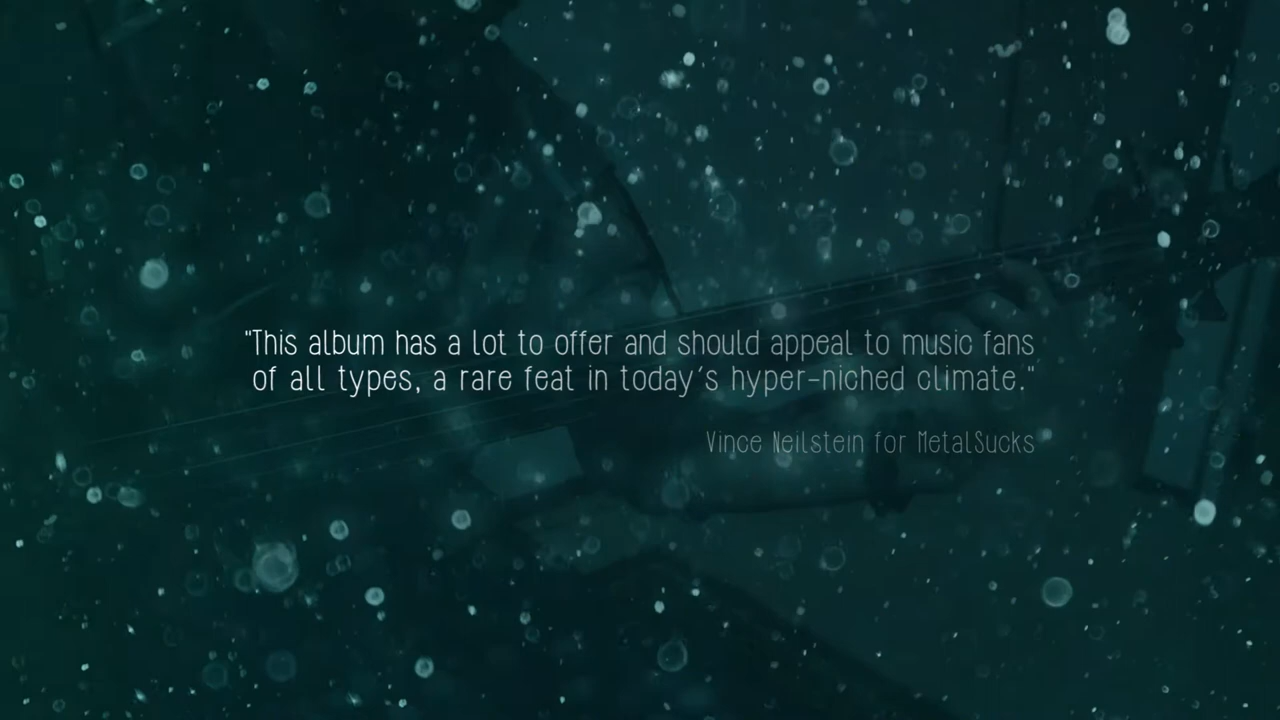 "This album has a lot to offer and should appeal to music fans
of all types, a rare feat in today's hyper-niched climate."
Vince Neilstein for MetalSucks